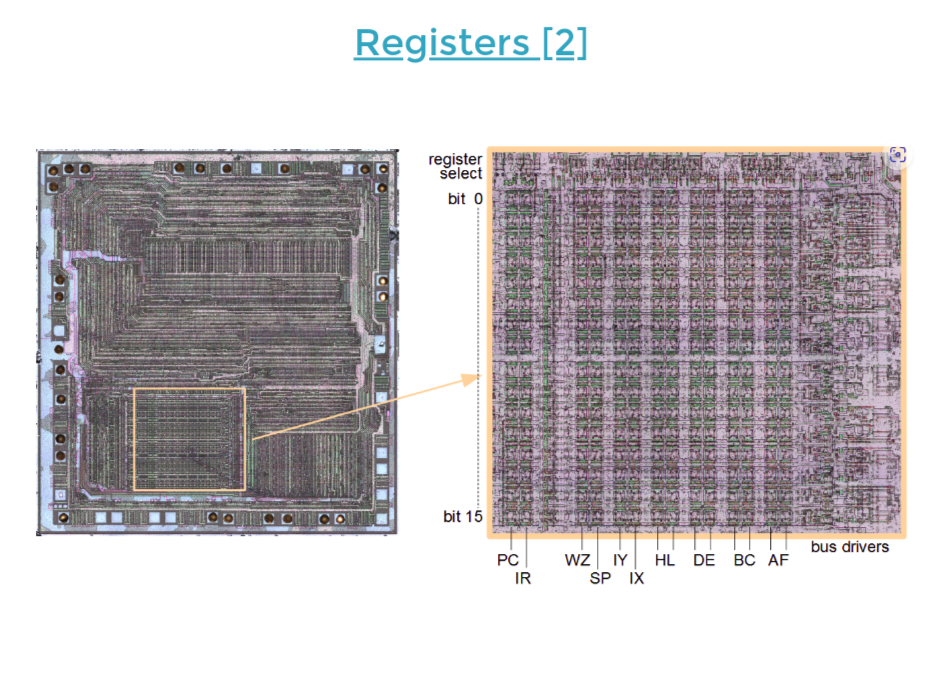 Registers [2]
register
select
bit 0
bit 15
bus drivers
PC WZ IY HL DE BC AF
IR SP IX